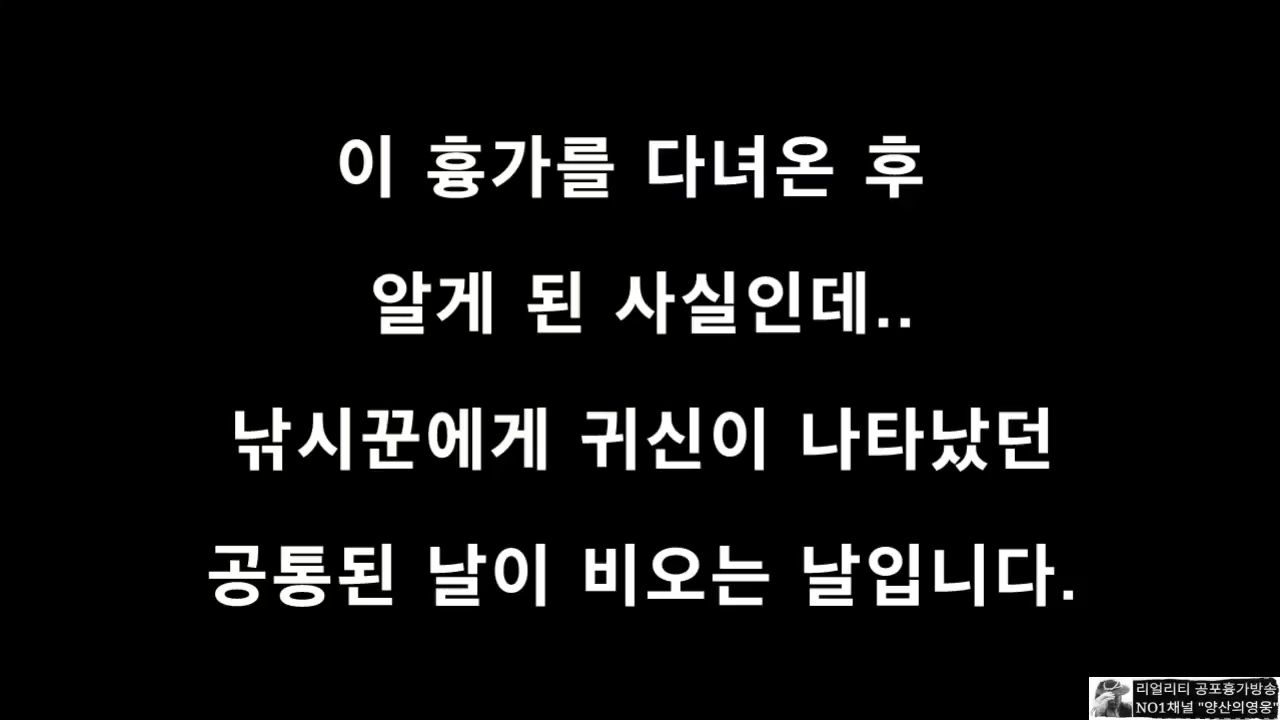 이 흉가를 다녀온 후
알게 된 사실인데..
낚시꾼에게 귀신이 나타났던
공통된 날이 비오는 날입니다.
리얼리티 공포흉가방송
NO1채널 "양산의영웅"